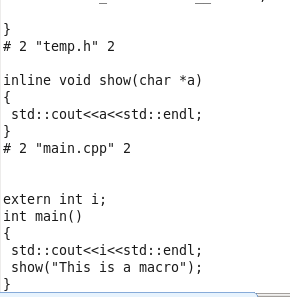 }
# 2 "temp.h" 2
inline void show(char *a)
{
std::cout<<a<<std::endl;
}
# 2 "main.cpp" 2
extern int i;
int main()
{
std::cout<<i<<std::endl;
show("This is a macro");
}